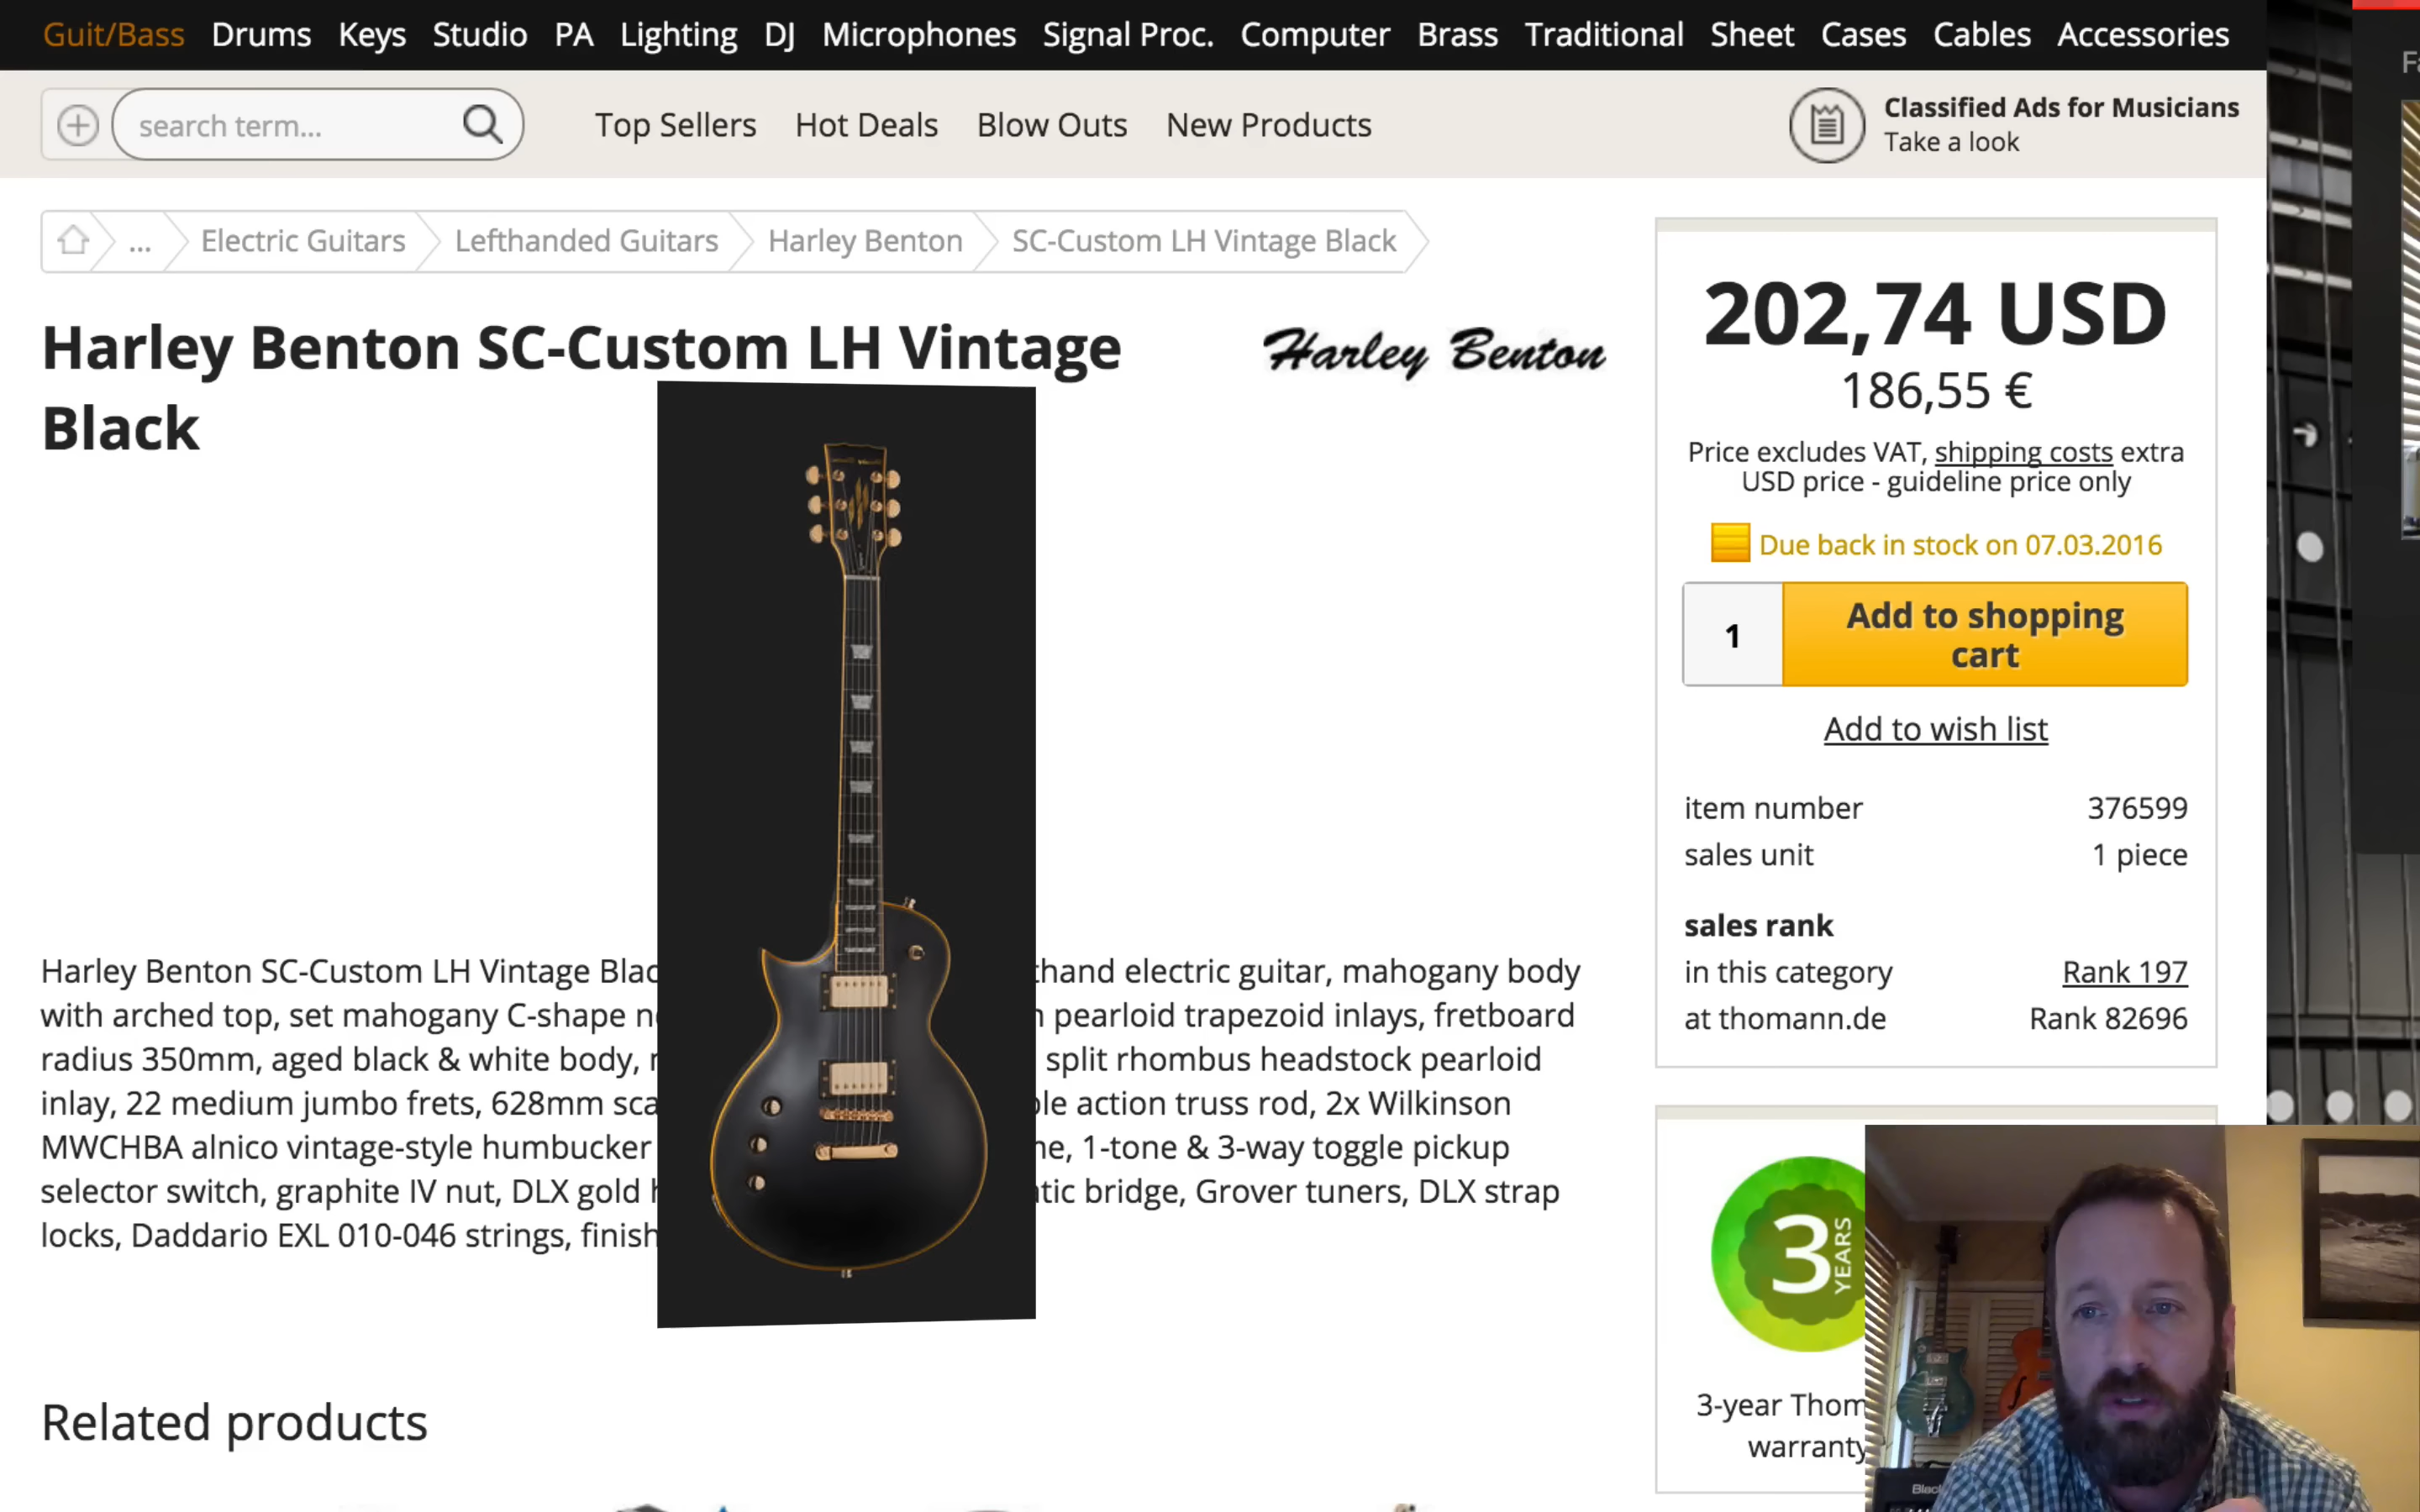 Guit/Bass Drums Keys Studio PA Lighting DJ Microphones Signal Proc. Computer Brass Traditional Sheet Cases Cables Accessories
search term...
Top Sellers Hot Deals Blow Outs New Products
Classified Ads for Musicians
Take a look
... Electric Guitars Lefthanded Guitars Harley Benton SC-Custom LH Vintage Black
Harley Benton SC-Custom LH Vintage
Black
Harley Benton
202,74 USD
186,55 €
Price excludes VAT, shipping costs extra
USD price - guideline price only
Due back in stock on 07.03.2016
1
Add to shopping
cart
Add to wish list
item number 376599
sales unit 1 piece
sales rank
in this category Rank 197
at thomann.de Rank 82696
Harley Benton SC-Custom LH Vintage electric guitar, mahogany body
with arched top, set mahogany C-shape pearloid trapezoid inlays, fretboard
radius 350mm, aged black & white body, split rhombus headstock pearloid
inlay, 22 medium jumbo frets, 628mm action truss rod, 2x Wilkinson
MWCHBA alnico vintage-style humbucker 1-tone & 3-way toggle pickup
selector switch, graphite IV nut, DLX gold bridge, Grover tuners, DLX strap
locks, Daddario EXL 010-046 strings,
3 YEARS
3-year
warranty
Related products